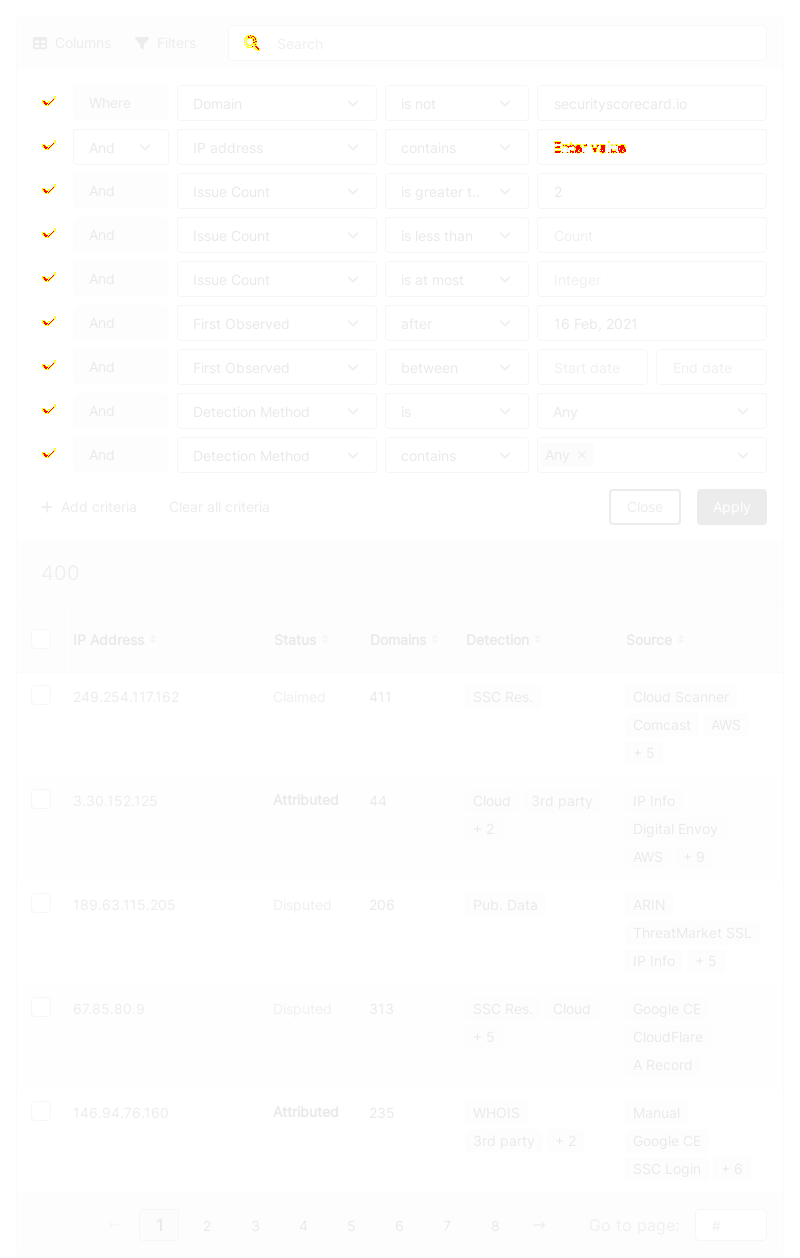 Columns Filters Search
Where Domain is not securityscorecard.io
And IP address contains Enter value
And Issue Count is greater t.. 2
And Issue Count is less than Count
And Issue Count is at most Integer
And First Observed after 16 Feb, 2021
And First Observed between Start date End date
And Detection Method is Any
And Detection Method contains Any ×
+ Add criteria Clear all criteria Close Apply
400
IP Address Status Domains Detection Source
249.254.117.162 Claimed 411 SSC Res. Cloud Scanner
Comcast AWS
+ 5
3.30.152.125 Attributed 44 Cloud 3rd party IP Info
+ 2 Digital Envoy
AWS + 9
189.63.115.205 Disputed 206 Pub. Data ARIN
ThreatMarket SSL
IP Info + 5
67.85.80.9 Disputed 313 SSC Res. Cloud Google CE
+ 5 CloudFlare
A Record
146.94.76.160 Attributed 235 WHOIS Manual
3rd party + 2 Google CE
SSC Login + 6
← 1 2 3 4 5 6 7 8 → Go to page: #